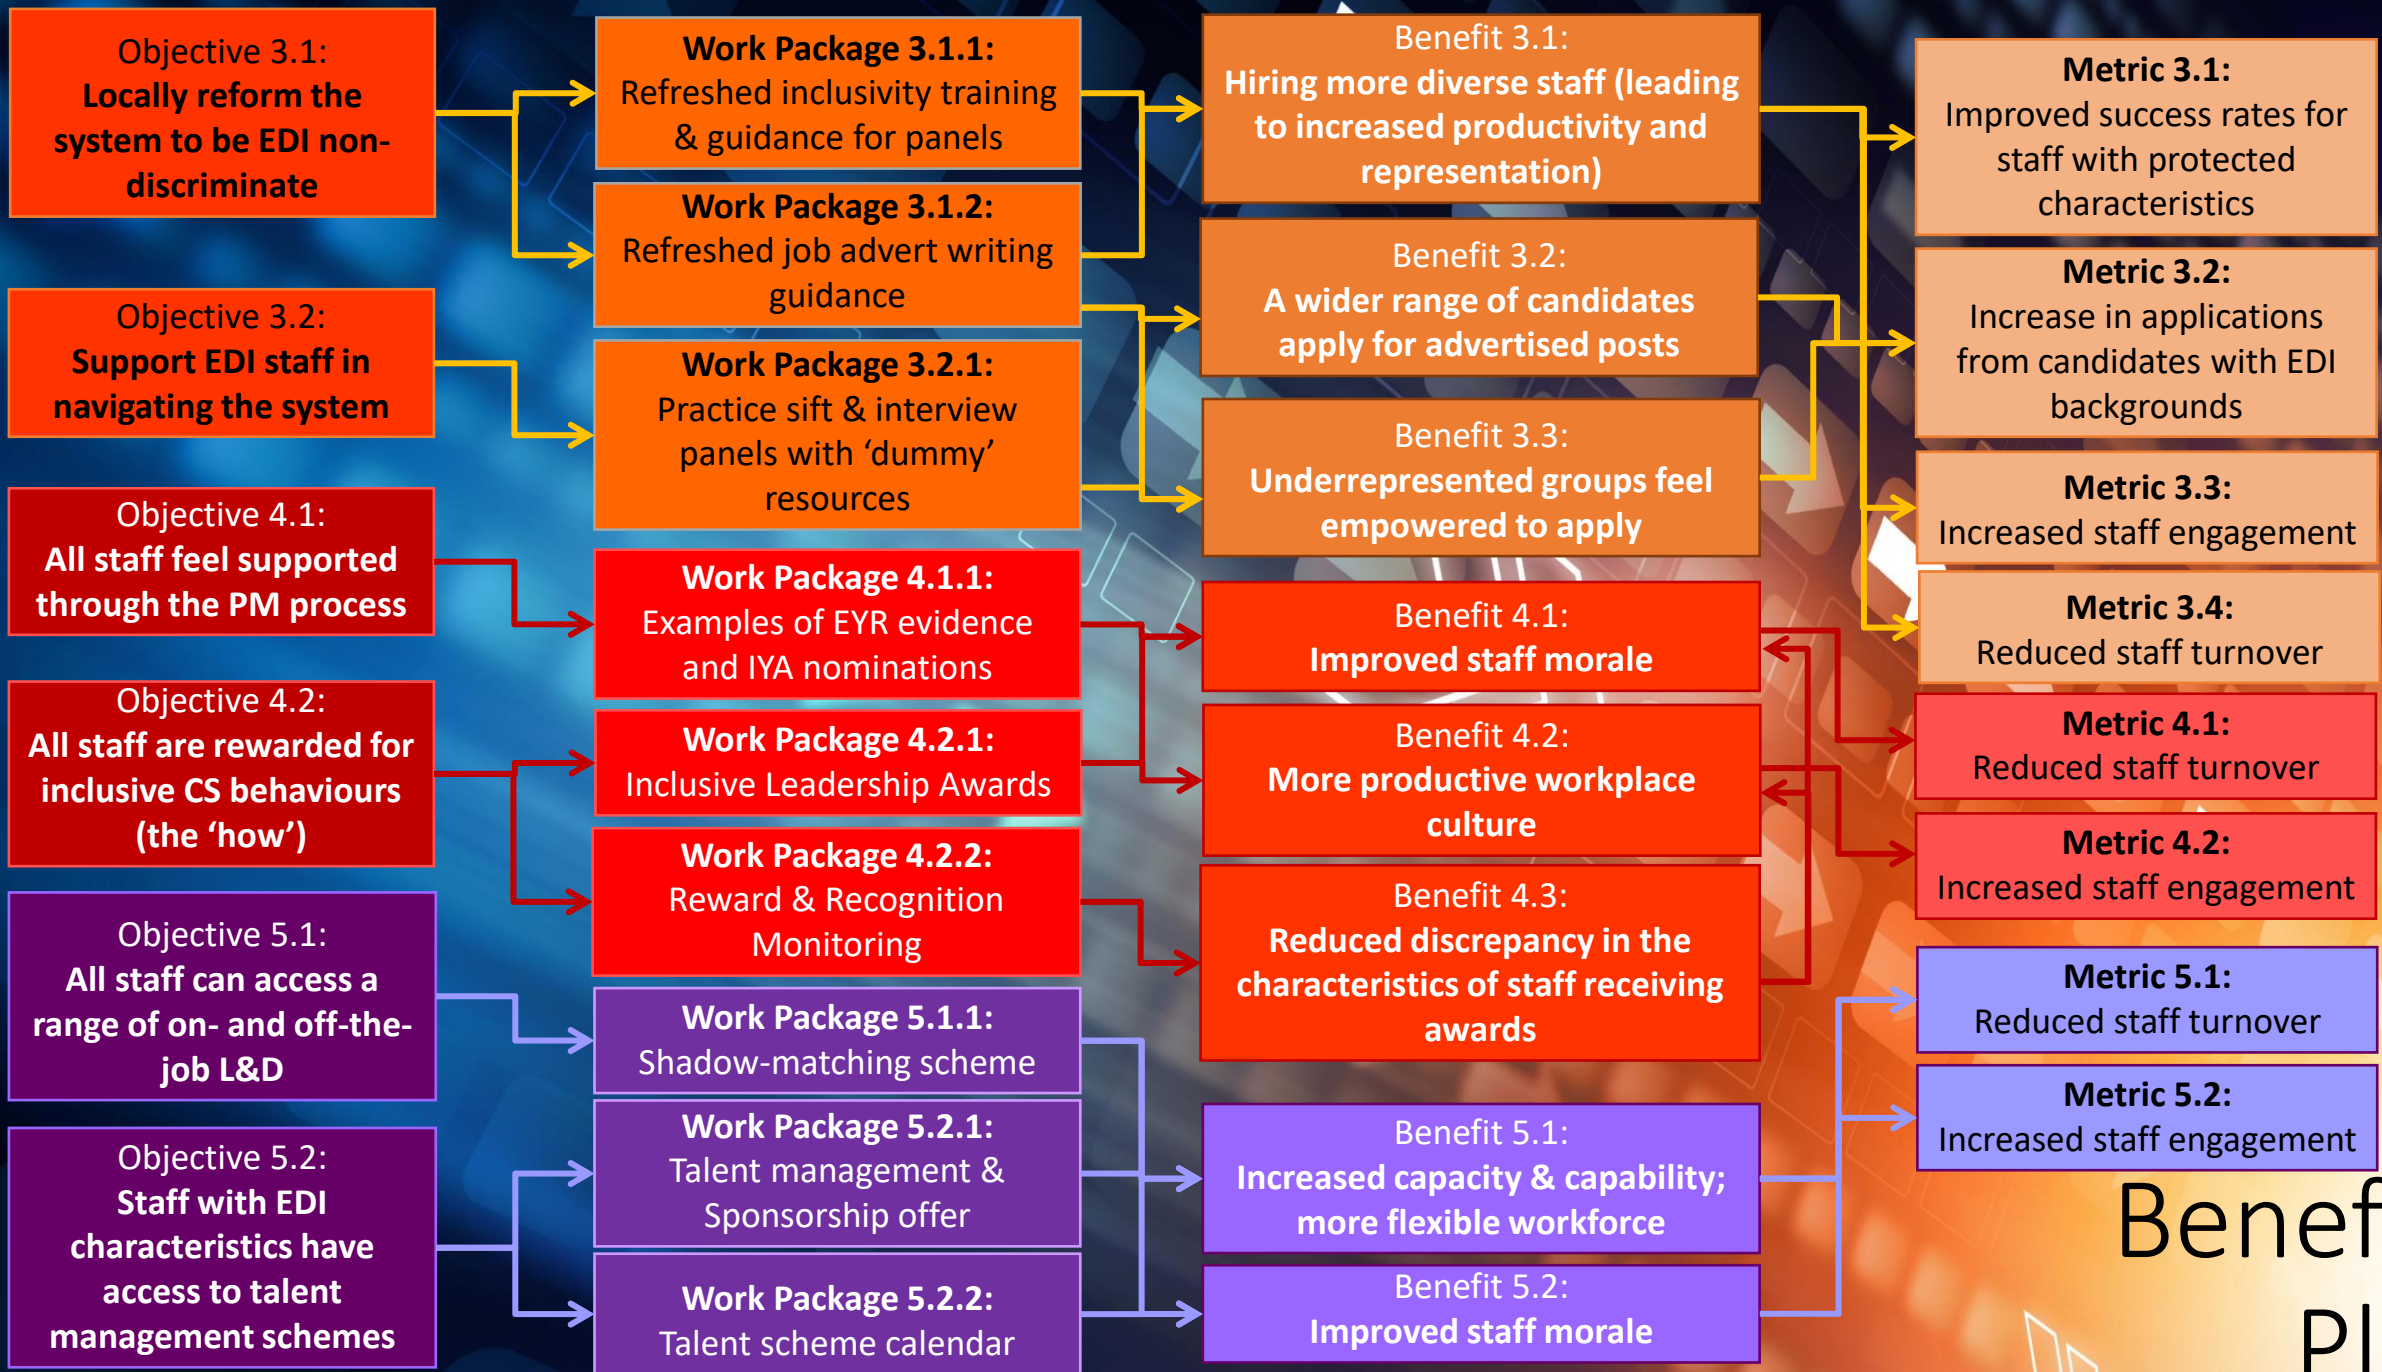 Objective 3.1:
Locally reform the
system to be EDI non-
discriminate
Objective 3.2:
Support EDI staff in
navigating the system
Objective 4.1:
All staff feel supported
through the PM process
Objective 4.2:
All staff are rewarded for
inclusive CS behaviours
(the ‘how’)
Objective 5.1:
All staff can access a
range of on- and off-the-
job L&D
Objective 5.2:
Staff with EDI
characteristics have
access to talent
management schemes
Work Package 3.1.1:
Refreshed inclusivity training
& guidance for panels
Work Package 3.1.2:
Refreshed job advert writing
guidance
Work Package 3.2.1:
Practice sift & interview
panels with ‘dummy’
resources
Work Package 4.1.1:
Examples of EYR evidence
and IYA nominations
Work Package 4.2.1:
Inclusive Leadership Awards
Work Package 4.2.2:
Reward & Recognition
Monitoring
Work Package 5.1.1:
Shadow-matching scheme
Work Package 5.2.1:
Talent management &
Sponsorship offer
Work Package 5.2.2:
Talent scheme calendar
Benefit 3.1:
Hiring more diverse staff (leading
to increased productivity and
representation)
Benefit 3.2:
A wider range of candidates
apply for advertised posts
Benefit 3.3:
Underrepresented groups feel
empowered to apply
Benefit 4.1:
Improved staff morale
Benefit 4.2:
More productive workplace
culture
Benefit 4.3:
Reduced discrepancy in the
characteristics of staff receiving
awards
Benefit 5.1:
Increased capacity & capability;
more flexible workforce
Benefit 5.2:
Improved staff morale
Metric 3.1:
Improved success rates for
staff with protected
characteristics
Metric 3.2:
Increase in applications
from candidates with EDI
backgrounds
Metric 3.3:
Increased staff engagement
Metric 3.4:
Reduced staff turnover
Metric 4.1:
Reduced staff turnover
Metric 4.2:
Increased staff engagement
Metric 5.1:
Reduced staff turnover
Metric 5.2:
Increased staff engagement
Benef
Pl